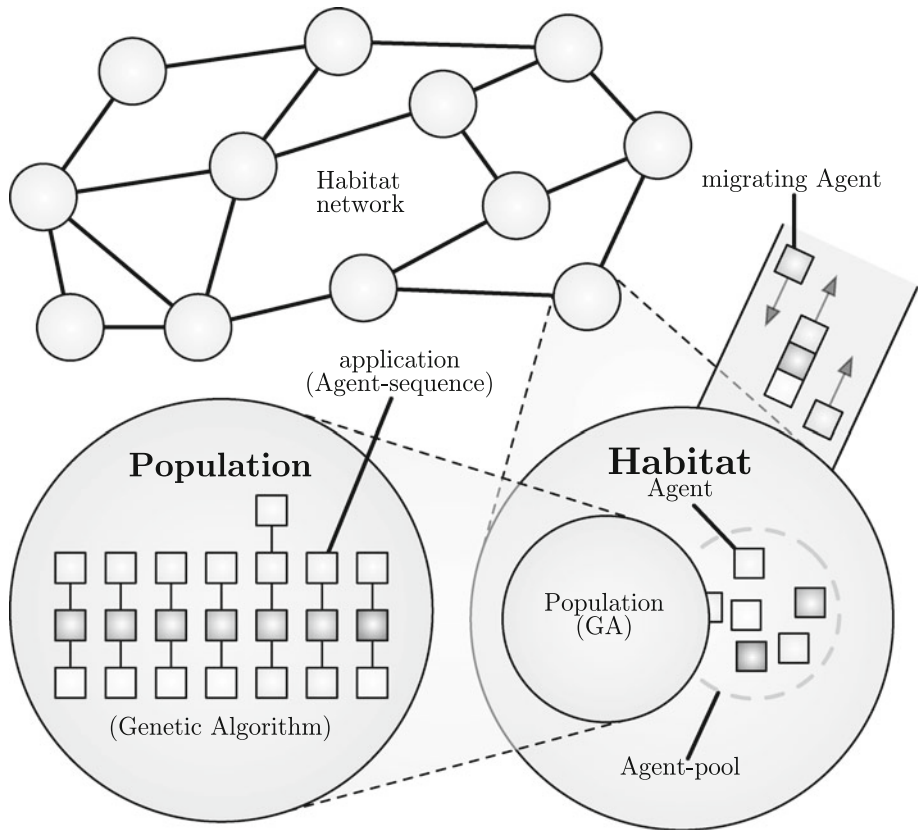 Habitat
network
migrating Agent
application
(Agent-sequence)
Population
(Genetic Algorithm)
Habitat
Agent
Population
(GA)
Agent-pool